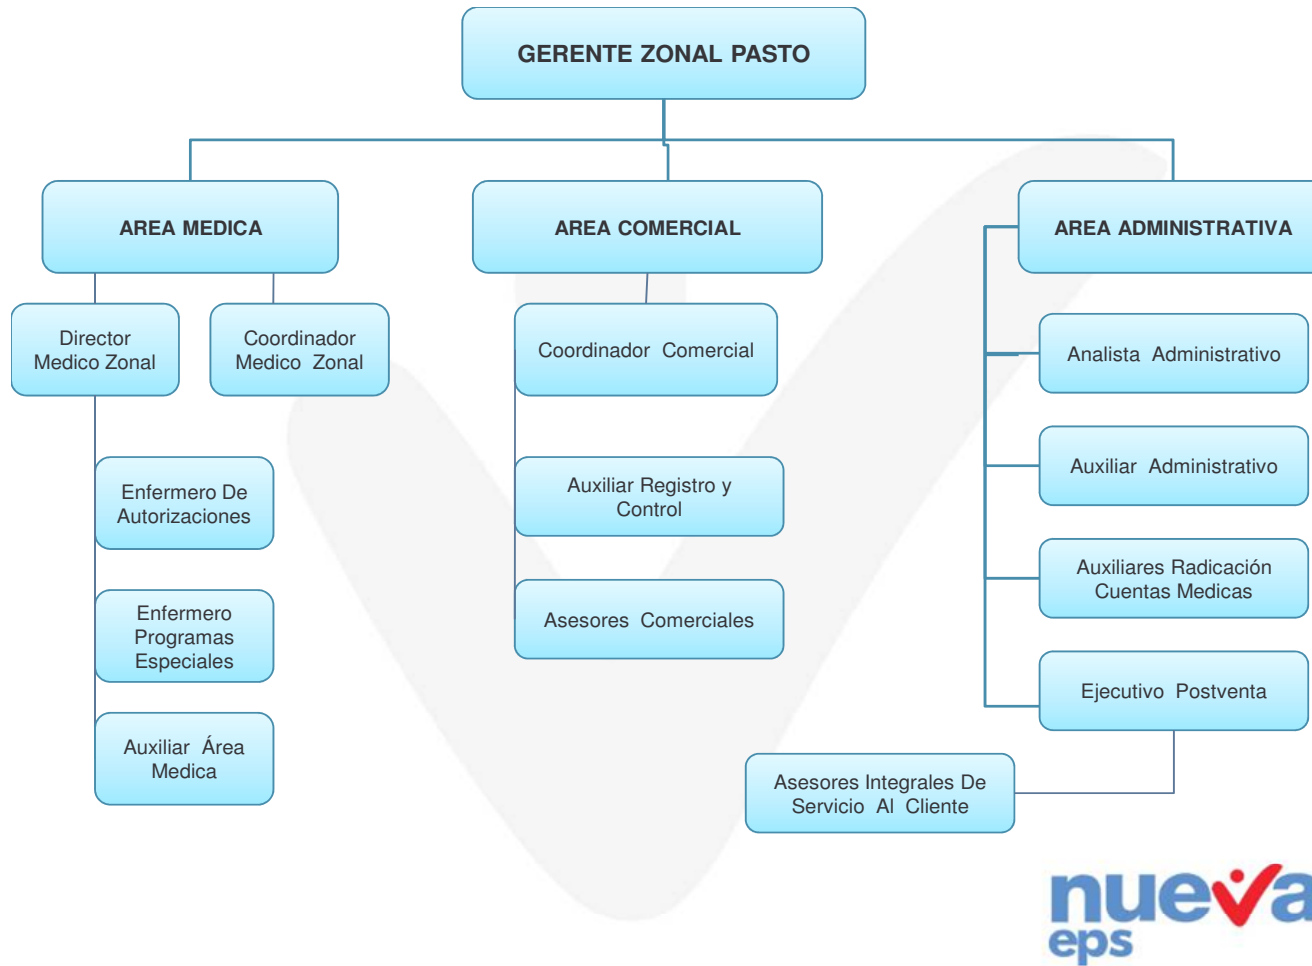 GERENTE ZONAL PASTO
AREA MEDICA
AREA COMERCIAL
AREA ADMINISTRATIVA
Director
Medico Zonal
Coordinador
Medico Zonal
Coordinador Comercial
Analista Administrativo
Enfermero De
Autorizaciones
Auxiliar Registro y
Control
Auxiliar Administrativo
Enfermero
Programas
Especiales
Asesores Comerciales
Auxiliares Radicación
Cuentas Medicas
Auxiliar Área
Medica
Ejecutivo Postventa
Asesores Integrales De
Servicio Al Cliente
nueva
eps